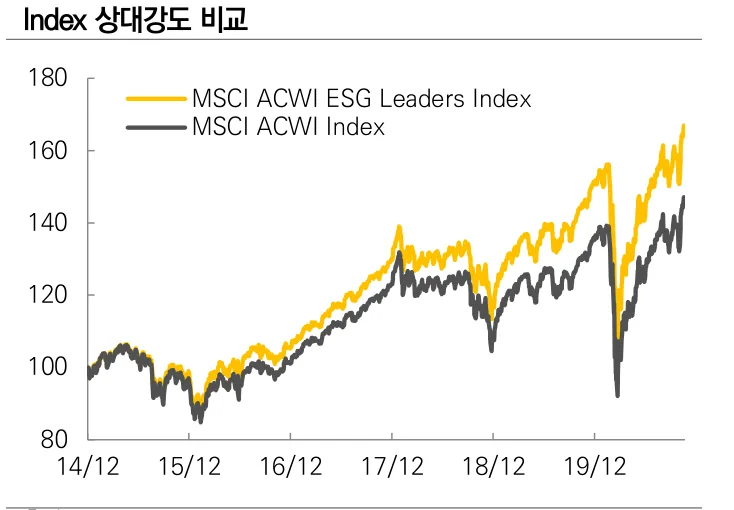 Index 상대강도 비교
180
MSCI ACWI ESG Leaders Index
MSCI ACWI Index
160
140
120
100
80
14/12 15/12 16/12 17/12 18/12 19/12